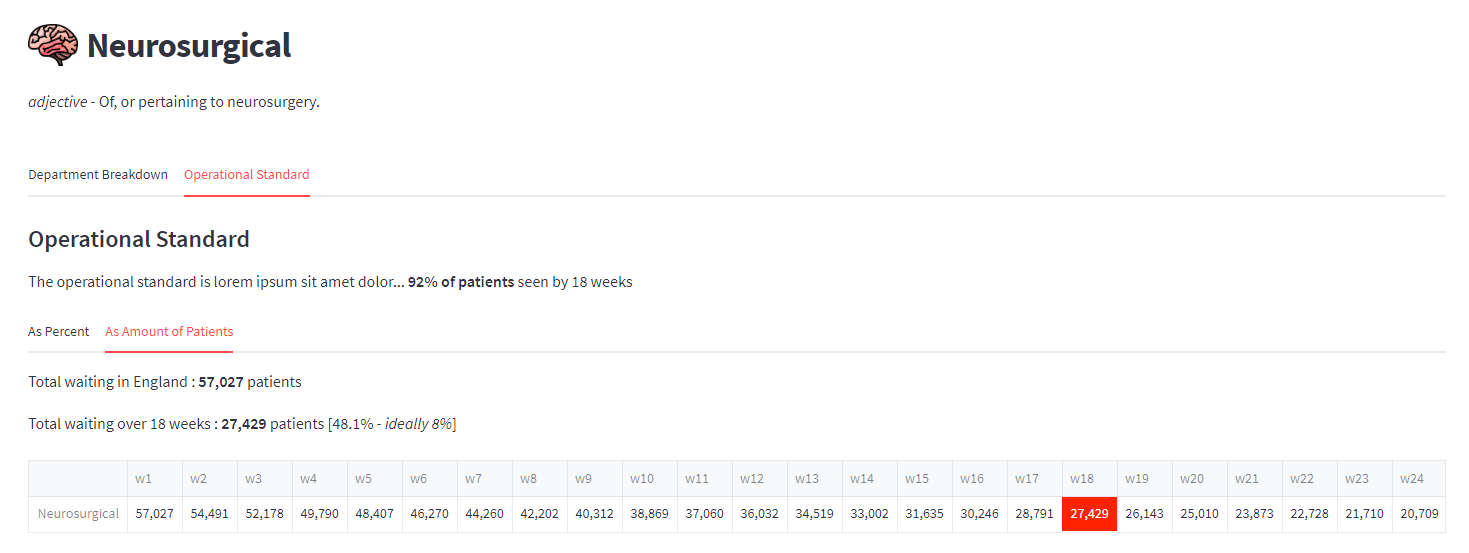 Neurosurgical
adjective - Of, or pertaining to neurosurgery.
Department Breakdown Operational Standard
Operational Standard
The operational standard is lorem ipsum sit amet dolor... 92% of patients seen by 18 weeks
As Percent As Amount of Patients
Total waiting in England : 57,027 patients
Total waiting over 18 weeks : 27,429 patients [48.1% - ideally 8%]
w1 w2 w3 w4 w5 w6 w7 w8 w9 w10 w11 w12 w13 w14 w15 w16 w17 w18 w19 w20 w21 w22 w23 w24
Neurosurgical 57,027 54,491 52,178 49,790 48,407 46,270 44,260 42,202 40,312 38,869 37,060 36,032 34,519 33,002 31,635 30,246 28,791 27,429 26,143 25,010 23,873 22,728 21,710 20,709